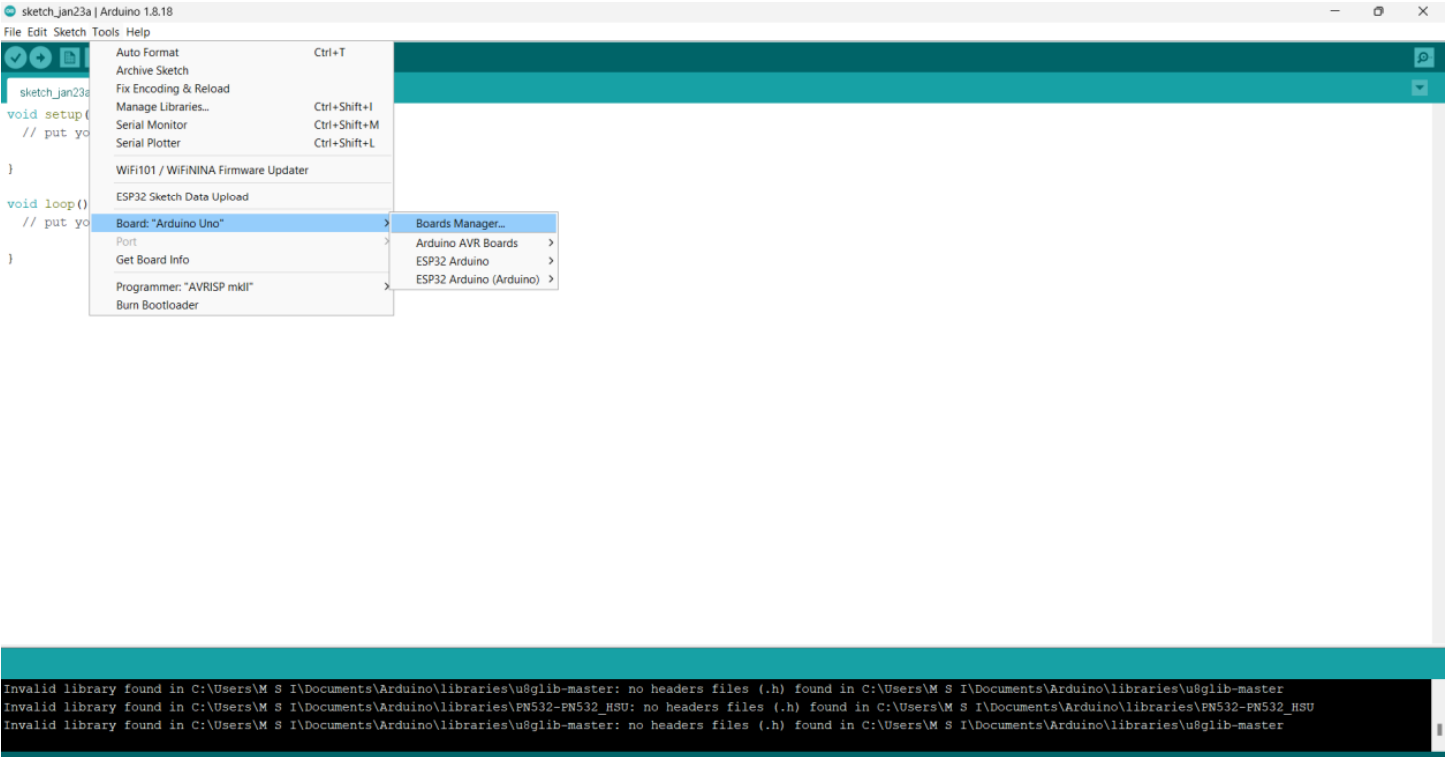 sketch_jan23a | Arduino 1.8.18
File Edit Sketch Tools Help
sketch_jan23a
void setup(
// put yo
}
void loop()
// put yo
}
Auto Format Ctrl+T
Archive Sketch
Fix Encoding & Reload
Manage Libraries... Ctrl+Shift+I
Serial Monitor Ctrl+Shift+M
Serial Plotter Ctrl+Shift+L
WiFi101 / WiFiNINA Firmware Updater
ESP32 Sketch Data Upload
Board: "Arduino Uno"
Port
Get Board Info
Programmer: "AVRISP mkII"
Burn Bootloader
Boards Manager...
Arduino AVR Boards
ESP32 Arduino
ESP32 Arduino (Arduino)
Invalid library found in C:\Users\M S I\Documents\Arduino\libraries\u8glib-master: no headers files (.h) found in C:\Users\M S I\Documents\Arduino\libraries\u8glib-master
Invalid library found in C:\Users\M S I\Documents\Arduino\libraries\PN532-PN532_HSU: no headers files (.h) found in C:\Users\M S I\Documents\Arduino\libraries\PN532-PN532_HSU
Invalid library found in C:\Users\M S I\Documents\Arduino\libraries\u8glib-master: no headers files (.h) found in C:\Users\M S I\Documents\Arduino\libraries\u8glib-master